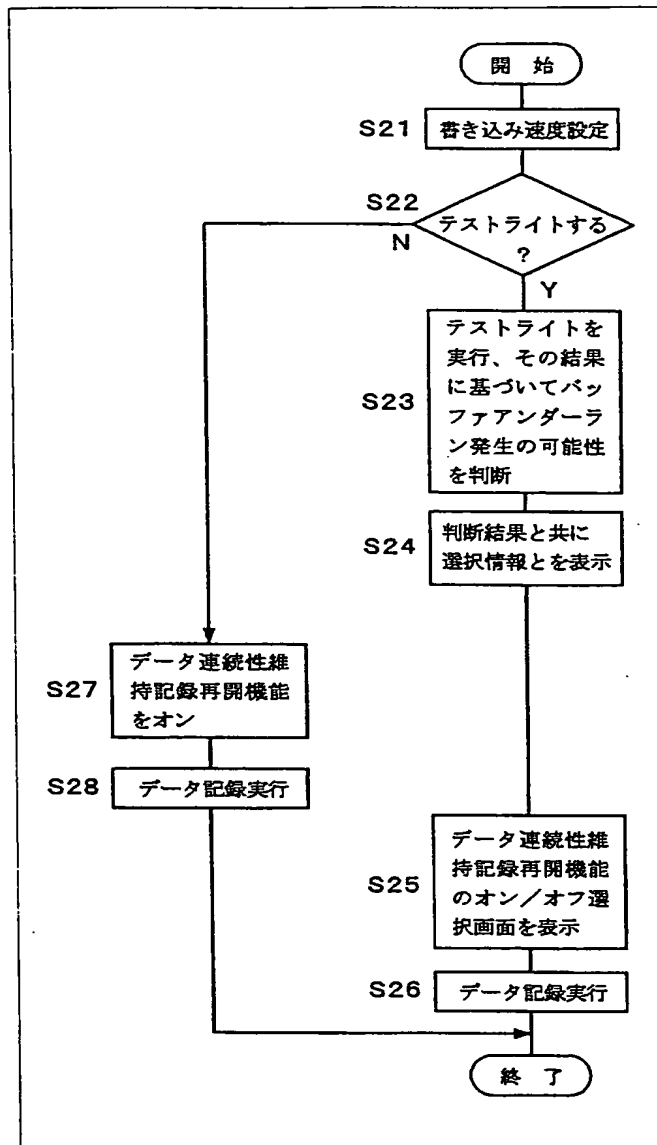 開 始
S21
書き込み速度設定
S22
テストライトする
?
N
Y
S23
テストライトを
実行、その結果
に基づいてバッ
ファアンダーラ
ン発生の可能性
を判断
S24
判断結果と共に
選択情報とを表示
S27
データ連続性維
持記録再開機能
をオン
S28
データ記録実行
S25
データ連続性維
持記録再開機能
のオン/オフ選
択画面を表示
S26
データ記録実行
終 了